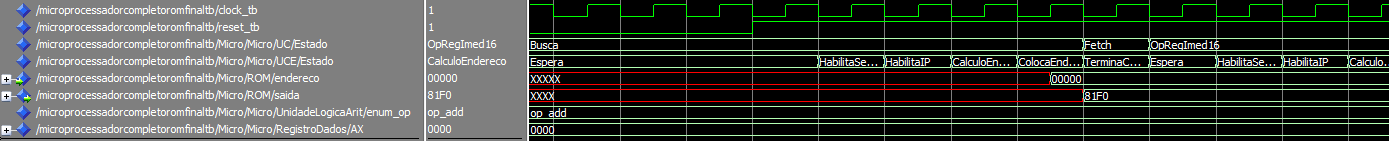 /microprocessadorcompletoromfinaltb/clock_tb 1
/microprocessadorcompletoromfinaltb/reset_tb 1
/microprocessadorcompletoromfinaltb/Micro/Micro/UC/Estado OpRegImed16 Busca Fetch OpRegImed16
/microprocessadorcompletoromfinaltb/Micro/Micro/UCE/Estado CalculoEndereco Espera HabilitaSe... HabilitaIP CalculoEn... ColocaEnd... TerminaC... Espera HabilitaSe... HabilitaIP Calculo...
/microprocessadorcompletoromfinaltb/Micro/ROM/endereco 00000 XXXXX 00000
/microprocessadorcompletoromfinaltb/Micro/ROM/saida 81F0 XXXX 81F0
/microprocessadorcompletoromfinaltb/Micro/Micro/UnidadeLogicaArit/enum_op op_add op_add
/microprocessadorcompletoromfinaltb/Micro/Micro/RegistroDados/AX 0000 0000